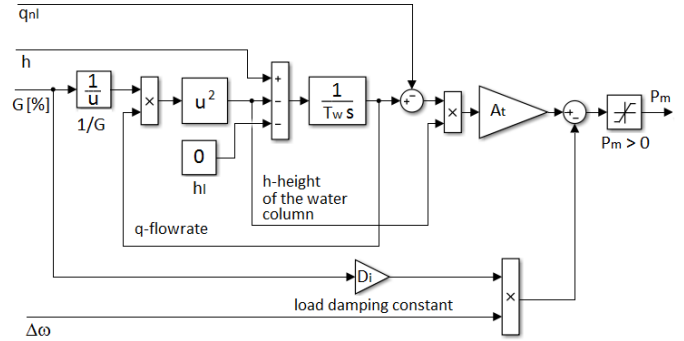 qnl
h
G [%]
1
u
1/G
×
u²
0
hl
+
−
−
1
Tw s
+
−
×
At
+
−
Pm
Pm > 0
h-height
of the water
column
q-flowrate
Di
load damping constant
×
Δω